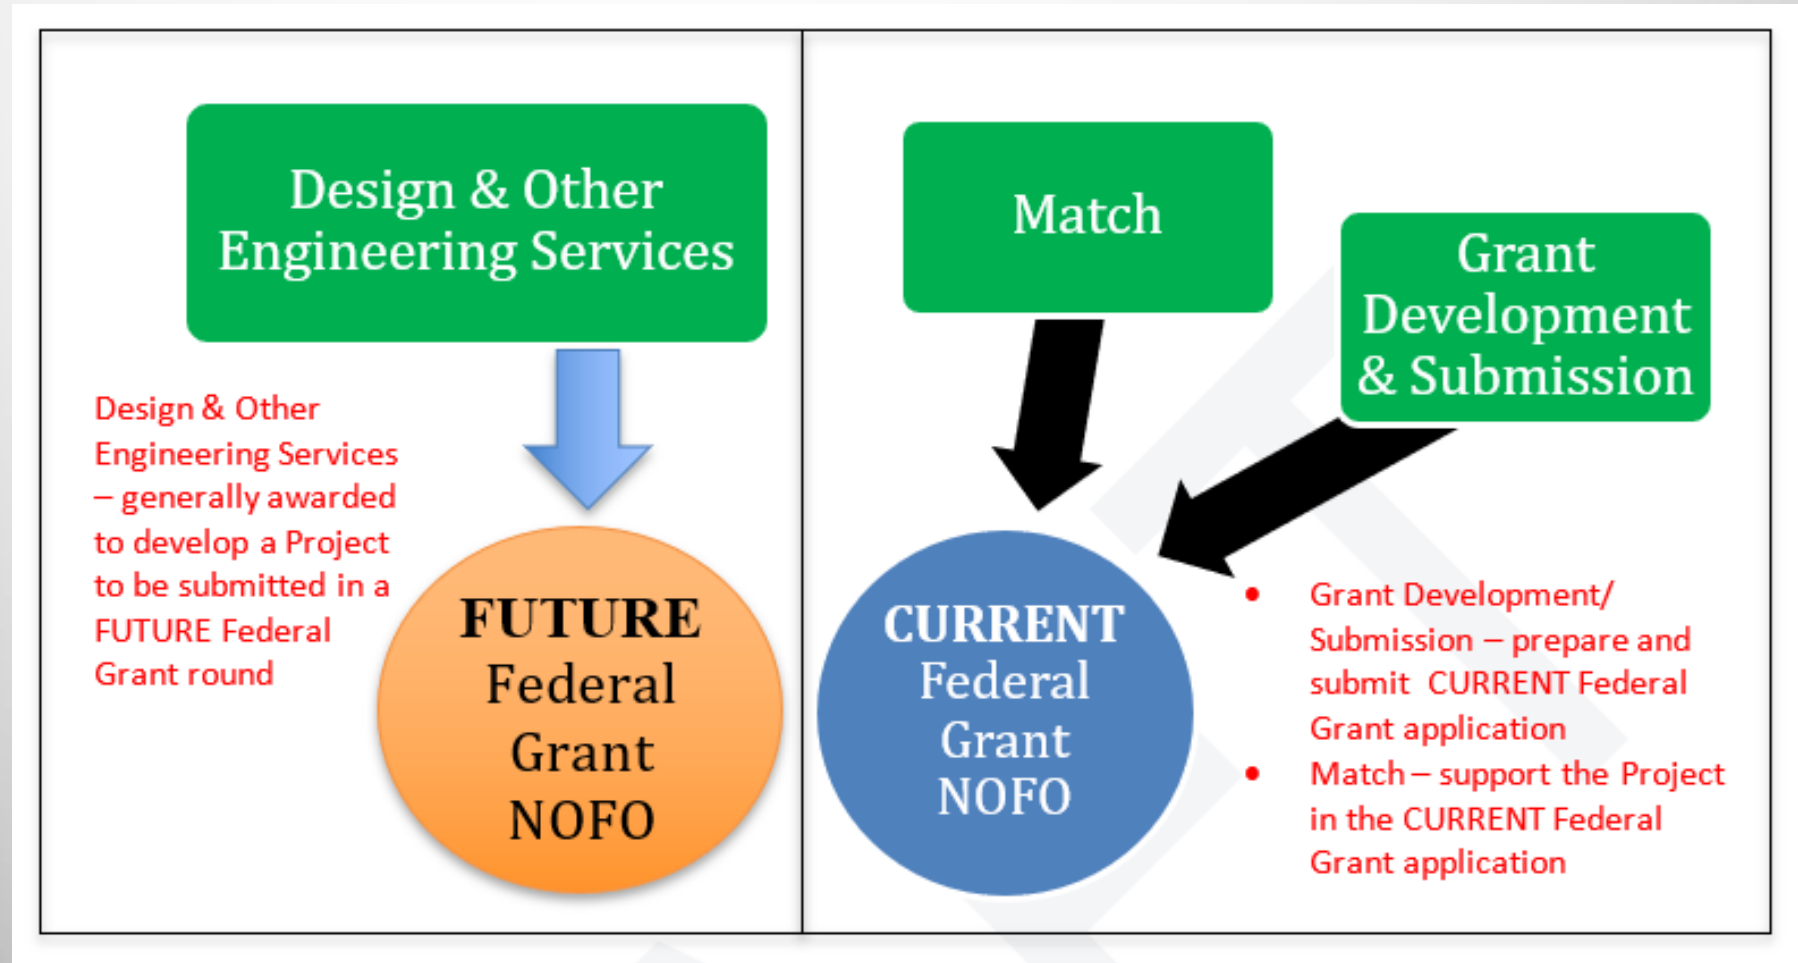 Design & Other
Engineering Services
Design & Other
Engineering Services
– generally awarded
to develop a Project
to be submitted in a
FUTURE Federal
Grant round
FUTURE
Federal
Grant
NOFO
Match
Grant
Development
& Submission
CURRENT
Federal
Grant
NOFO
• Grant Development/
Submission – prepare and
submit CURRENT Federal
Grant application
• Match – support the Project
in the CURRENT Federal
Grant application